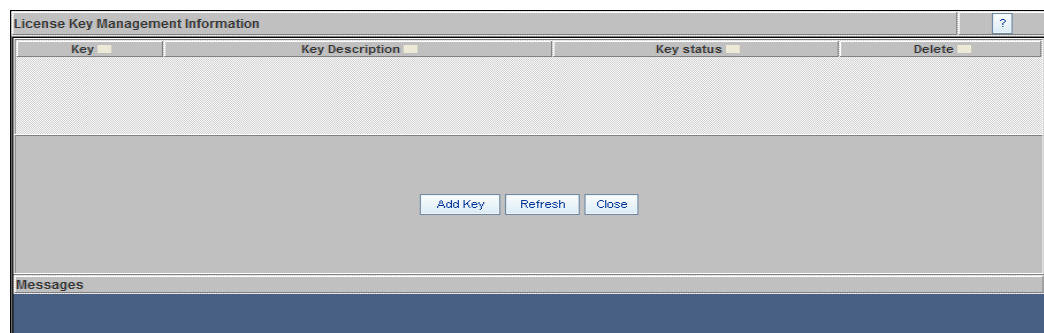 License Key Management Information ?
Key Key Description Key status Delete
Add Key Refresh Close
Messages